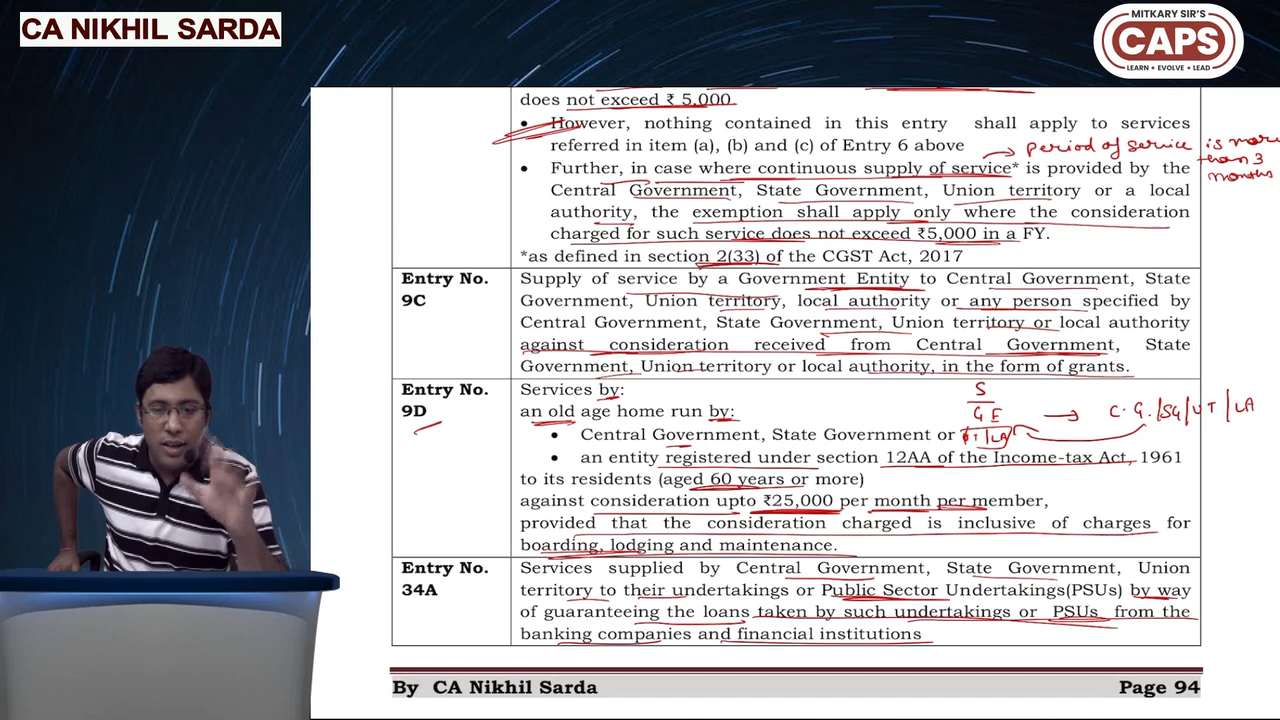 CA NIKHIL SARDA
MITKARY SIR'S
CAPS
LEARN • EVOLVE • LEAD
does not exceed ₹ 5,000
• However, nothing contained in this entry shall apply to services
referred in item (a), (b) and (c) of Entry 6 above
period of service is more
than 3
months
• Further, in case where continuous supply of service* is provided by the
Central Government, State Government, Union territory or a local
authority, the exemption shall apply only where the consideration
charged for such service does not exceed ₹5,000 in a FY.
*as defined in section 2(33) of the CGST Act, 2017
Entry No.
9C
Supply of service by a Government Entity to Central Government, State
Government, Union territory, local authority or any person specified by
Central Government, State Government, Union territory or local authority
against consideration received from Central Government, State
Government, Union territory or local authority, in the form of grants.
Entry No.
9D
Services by:
an old age home run by:
S
GE → C.G./SG/UT/LA
• Central Government, State Government or
• an entity registered under section 12AA of the Income-tax Act, 1961
to its residents (aged 60 years or more)
against consideration upto ₹25,000 per month per member,
provided that the consideration charged is inclusive of charges for
boarding, lodging and maintenance.
Entry No.
34A
Services supplied by Central Government, State Government, Union
territory to their undertakings or Public Sector Undertakings(PSUs) by way
of guaranteeing the loans taken by such undertakings or PSUs from the
banking companies and financial institutions
By CA Nikhil Sarda
Page 94